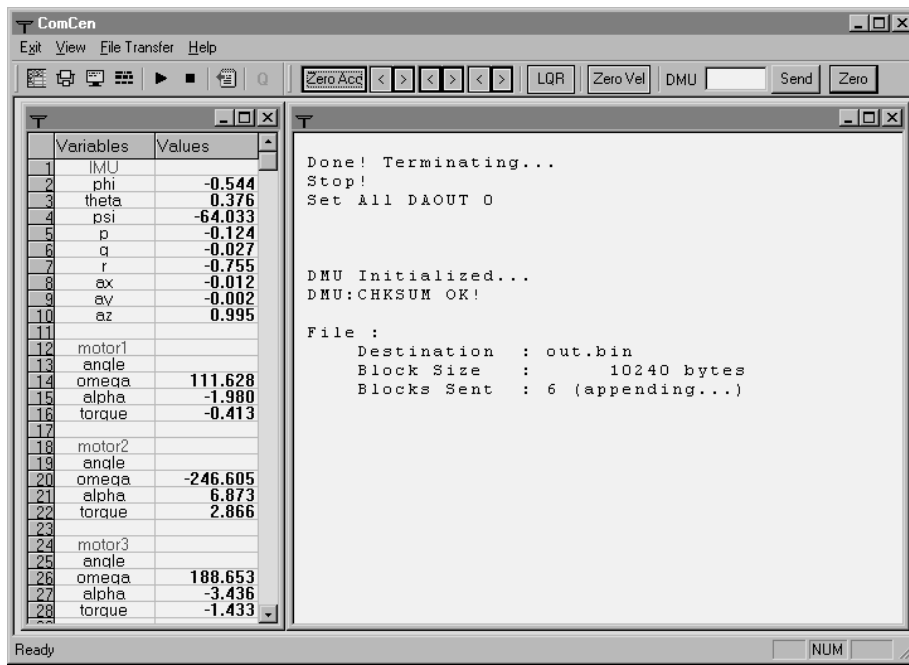 ComCen
Exit View File Transfer Help
Zero Acc < > < > < > LQR Zero Vel DMU Send Zero
Variables Values
1 IMU
2 phi -0.544
3 theta 0.376
4 psi -64.033
5 p -0.124
6 q -0.027
7 r -0.755
8 ax -0.012
9 ay -0.002
10 az 0.995
11
12 motor1
13 angle
14 omega 111.628
15 alpha -1.980
16 torque -0.413
17
18 motor2
19 angle
20 omega -246.605
21 alpha 6.873
22 torque 2.866
23
24 motor3
25 angle
26 omega 188.653
27 alpha -3.436
28 torque -1.433
Done! Terminating...
Stop!
Set All DAOUT 0
DMU Initialized...
DMU:CHKSUM OK!
File :
Destination : out.bin
Block Size : 10240 bytes
Blocks Sent : 6 (appending...)
Ready NUM